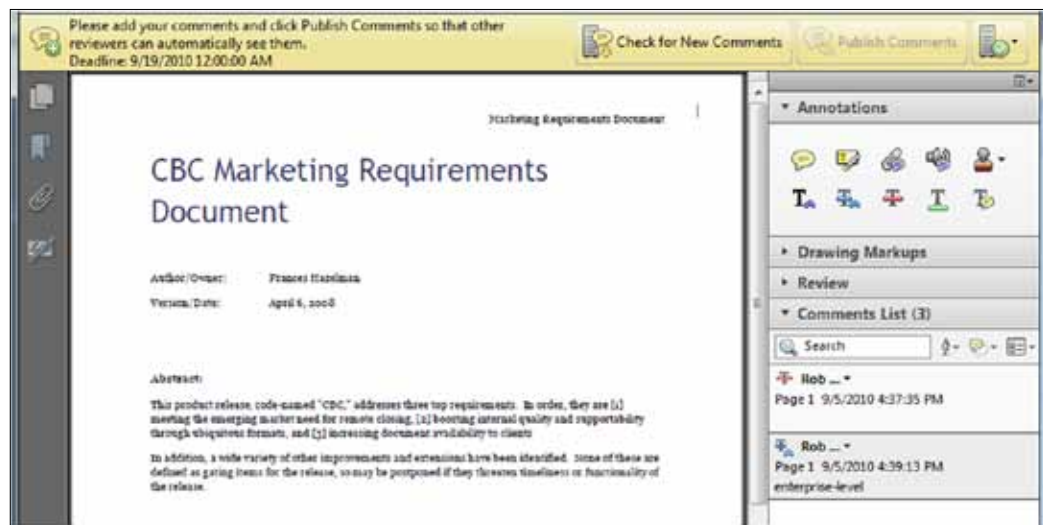 Please add your comments and click Publish Comments so that other
reviewers can automatically see them.
Deadline: 9/19/2010 12:00:00 AM
Check for New Comments
Publish Comments
Marketing Requirements Document
CBC Marketing Requirements
Document
Author/Owner: Frances Hazelman
Version/Date: April 6, 2008
Abstract:
This product release, code-named "CBC," addresses three top requirements. In order, they are [1]
meeting the emerging market need for remote closing, [2] boosting internal quality and supportability
through ubiquitous formats, and [3] increasing document availability to clients
In addition, a wide variety of other improvements and extensions have been identified. Some of these are
defined as gating items for the release, so may be postponed if they threaten timeliness or functionality of
the release.
Annotations
Drawing Markups
Review
Comments List (3)
Search
Rob ...
Page 1 9/5/2010 4:37:35 PM
Rob ...
Page 1 9/5/2010 4:39:13 PM
enterprise-level